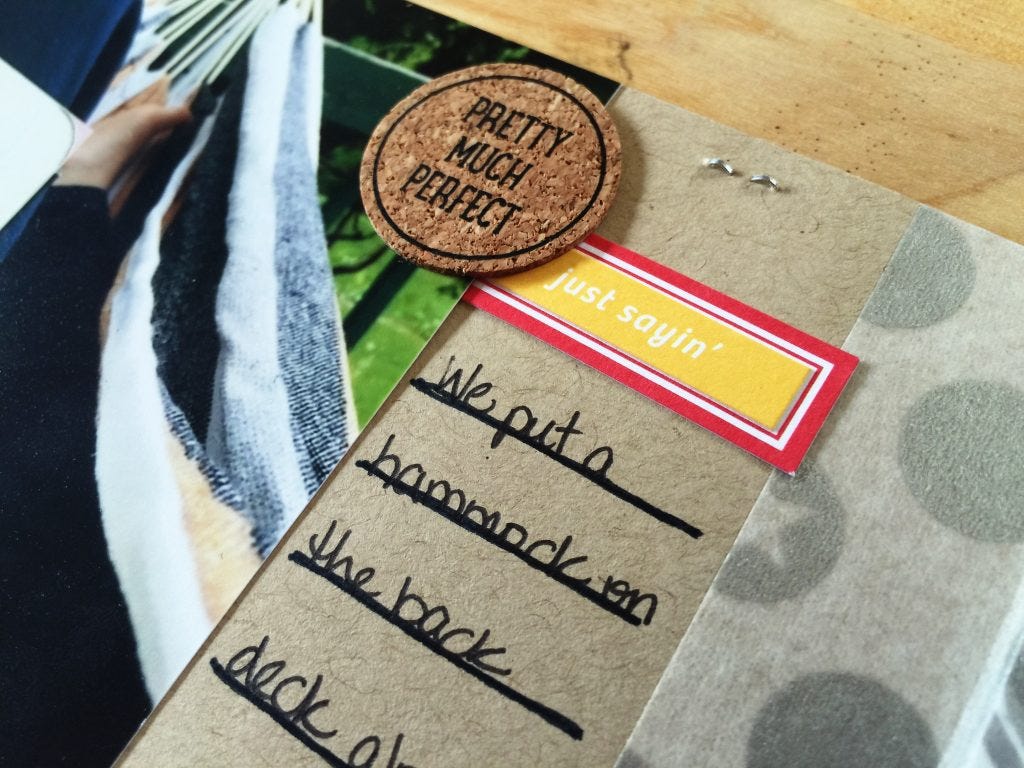 PRETTY
MUCH
PERFECT
just sayin'
We put a
hammock on
the back
deck